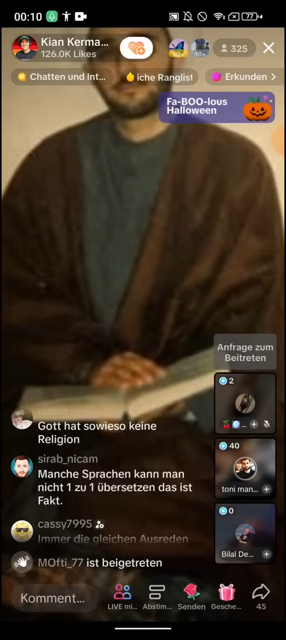 00:10
77
Kian Kerma...
126.0K Likes
325
Chatten und Int...
iche Ranglist
Erkunden
Fa-BOO-lous
Halloween
Anfrage zum
Beitreten
2
Gott hat sowieso keine
Religion
sirab_nicam
Manche Sprachen kann man
nicht 1 zu 1 übersetzen das ist
Fakt.
40
toni man...
cassy7995
Immer die gleichen Ausreden
0
Bilal De...
MOfti_77 ist beigetreten
Komment...
LIVE mi...
Abstim...
Senden
Gesche...
45